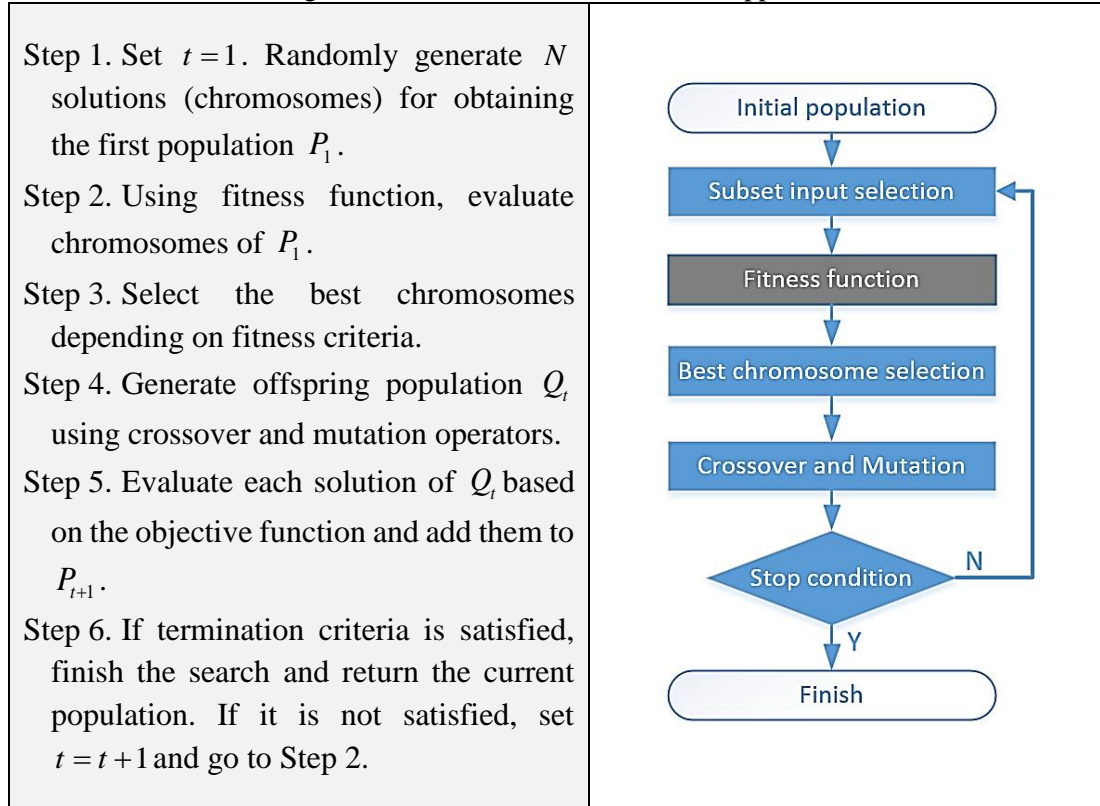 Step 1. Set t = 1. Randomly generate N
solutions (chromosomes) for obtaining
the first population P₁.
Step 2. Using fitness function, evaluate
chromosomes of P₁.
Step 3. Select the best chromosomes
depending on fitness criteria.
Step 4. Generate offspring population Qₜ
using crossover and mutation operators.
Step 5. Evaluate each solution of Qₜ based
on the objective function and add them to
Pₜ₊₁.
Step 6. If termination criteria is satisfied,
finish the search and return the current
population. If it is not satisfied, set
t = t + 1 and go to Step 2.
Initial population
Subset input selection
Fitness function
Best chromosome selection
Crossover and Mutation
Stop condition
N
Y
Finish